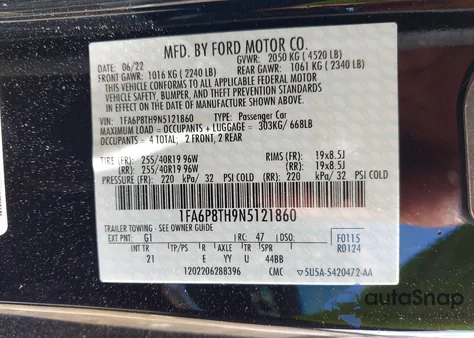 MFD. BY FORD MOTOR CO.
DATE: 06/22 GVWR: 2050 KG ( 4520 LB)
FRONT GAWR: 1016 KG ( 2240 LB) REAR GAWR: 1061 KG ( 2340 LB)
THIS VEHICLE CONFORMS TO ALL APPLICABLE FEDERAL MOTOR
VEHICLE SAFETY, BUMPER, AND THEFT PREVENTION STANDARDS
IN EFFECT ON THE DATE OF MANUFACTURE SHOWN ABOVE.
VIN: 1FA6P8TH9N5121860 TYPE: Passenger Car
MAXIMUM LOAD = OCCUPANTS + LUGGAGE = 303KG/ 668LB
OCCUPANTS = 4 TOTAL; 2 FRONT, 2 REAR
TIRE (FF): 255/40R19 96W RIMS (FF): 19x8.5J
(RR): 255/40R19 96W (RR): 19x8.5J
PRESSURE (FF): 220 kPa/ 32 PSI COLD (RR): 220 kPa/ 32 PSI COLD
1FA6P8TH9N5121860
TRAILER TOWING - SEE OWNER GUIDE
EXT PNT: G1 RC: 47 DSO: F0115
R0124
INT TR TP/PS R AXLE TR SPR
21 E YY U 44BB
1202206288396 CMC 5U5A-5420472-AA
autoSnap